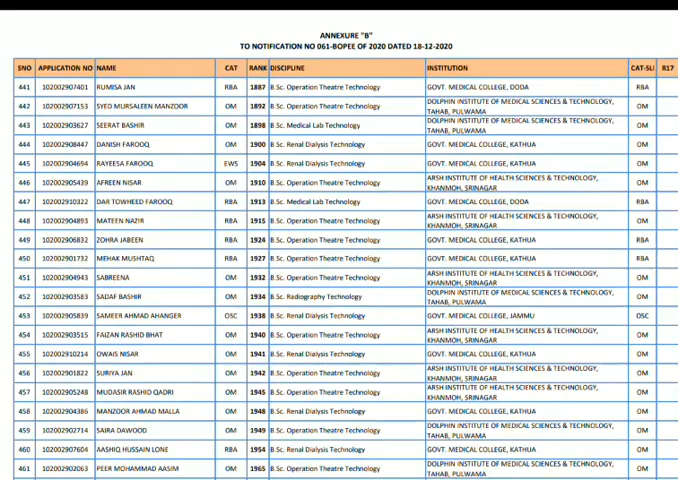 ANNEXURE "B"
TO NOTIFICATION NO 061-BOPEE OF 2020 DATED 18-12-2020
SNO APPLICATION NO NAME CAT RANK DISCIPLINE INSTITUTION CAT-SLI R17
441 102002907401 RUMISA JAN RBA 1887 B.Sc. Operation Theatre Technology GOVT. MEDICAL COLLEGE, DODA RBA
442 102002907153 SYED MURSALEEN MANZOOR OM 1892 B.Sc. Operation Theatre Technology DOLPHIN INSTITUTE OF MEDICAL SCIENCES & TECHNOLOGY, OM
TAHAB, PULWAMA
443 102002903627 SEERAT BASHIR OM 1898 B.Sc. Medical Lab Technology DOLPHIN INSTITUTE OF MEDICAL SCIENCES & TECHNOLOGY, OM
TAHAB, PULWAMA
444 102002908447 DANISH FAROOQ OM 1900 B.Sc. Renal Dialysis Technology GOVT. MEDICAL COLLEGE, KATHUA OM
445 102002904694 RAYEESA FAROOQ EWS 1904 B.Sc. Renal Dialysis Technology GOVT. MEDICAL COLLEGE, KATHUA OM
446 102002905439 AFREEN NISAR OM 1910 B.Sc. Operation Theatre Technology ARSH INSTITUTE OF HEALTH SCIENCES & TECHNOLOGY, OM
KHANMOH, SRINAGAR
447 102002910322 DAR TOWHEED FAROOQ RBA 1913 B.Sc. Medical Lab Technology GOVT. MEDICAL COLLEGE, DODA RBA
448 102002904893 MATEEN NAZIR RBA 1915 B.Sc. Operation Theatre Technology ARSH INSTITUTE OF HEALTH SCIENCES & TECHNOLOGY, OM
KHANMOH, SRINAGAR
449 102002906832 ZOHRA JABEEN RBA 1924 B.Sc. Operation Theatre Technology GOVT. MEDICAL COLLEGE, KATHUA RBA
450 102002901732 MEHAK MUSHTAQ RBA 1927 B.Sc. Operation Theatre Technology GOVT. MEDICAL COLLEGE, KATHUA RBA
451 102002904943 SABREENA OM 1932 B.Sc. Operation Theatre Technology ARSH INSTITUTE OF HEALTH SCIENCES & TECHNOLOGY, OM
KHANMOH, SRINAGAR
452 102002903583 SADAF BASHIR OM 1934 B.Sc. Radiography Technology DOLPHIN INSTITUTE OF MEDICAL SCIENCES & TECHNOLOGY, OM
TAHAB, PULWAMA
453 102002905839 SAMEER AHMAD AHANGER OSC 1938 B.Sc. Renal Dialysis Technology GOVT. MEDICAL COLLEGE, JAMMU OSC
454 102002903515 FAIZAN RASHID BHAT OM 1940 B.Sc. Operation Theatre Technology ARSH INSTITUTE OF HEALTH SCIENCES & TECHNOLOGY, OM
KHANMOH, SRINAGAR
455 102002910214 OWAIS NISAR OM 1941 B.Sc. Renal Dialysis Technology GOVT. MEDICAL COLLEGE, KATHUA OM
456 102002901822 SURIYA JAN OM 1942 B.Sc. Operation Theatre Technology ARSH INSTITUTE OF HEALTH SCIENCES & TECHNOLOGY, OM
KHANMOH, SRINAGAR
457 102002905248 MUDASIR RASHID QADRI OM 1945 B.Sc. Operation Theatre Technology ARSH INSTITUTE OF HEALTH SCIENCES & TECHNOLOGY, OM
KHANMOH, SRINAGAR
458 102002904386 MANZOOR AHMAD MALLA OM 1948 B.Sc. Renal Dialysis Technology GOVT. MEDICAL COLLEGE, KATHUA OM
459 102002902714 SAIRA DAWOOD OM 1949 B.Sc. Operation Theatre Technology DOLPHIN INSTITUTE OF MEDICAL SCIENCES & TECHNOLOGY, OM
TAHAB, PULWAMA
460 102002907604 AASHIQ HUSSAIN LONE RBA 1954 B.Sc. Renal Dialysis Technology GOVT. MEDICAL COLLEGE, KATHUA OM
461 102002902063 PEER MOHAMMAD AASIM OM 1965 B.Sc. Operation Theatre Technology DOLPHIN INSTITUTE OF MEDICAL SCIENCES & TECHNOLOGY, OM
TAHAB, PULWAMA